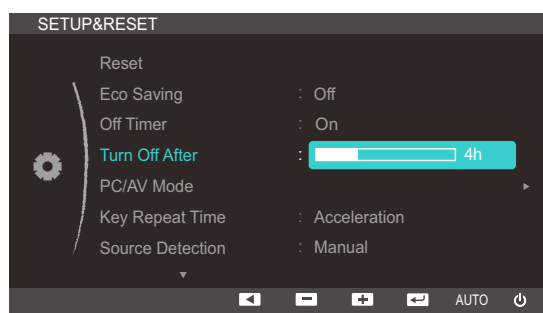 SETUP&RESET
Reset
Eco Saving : Off
Off Timer : On
Turn Off After : 4h
PC/AV Mode
Key Repeat Time : Acceleration
Source Detection : Manual
AUTO